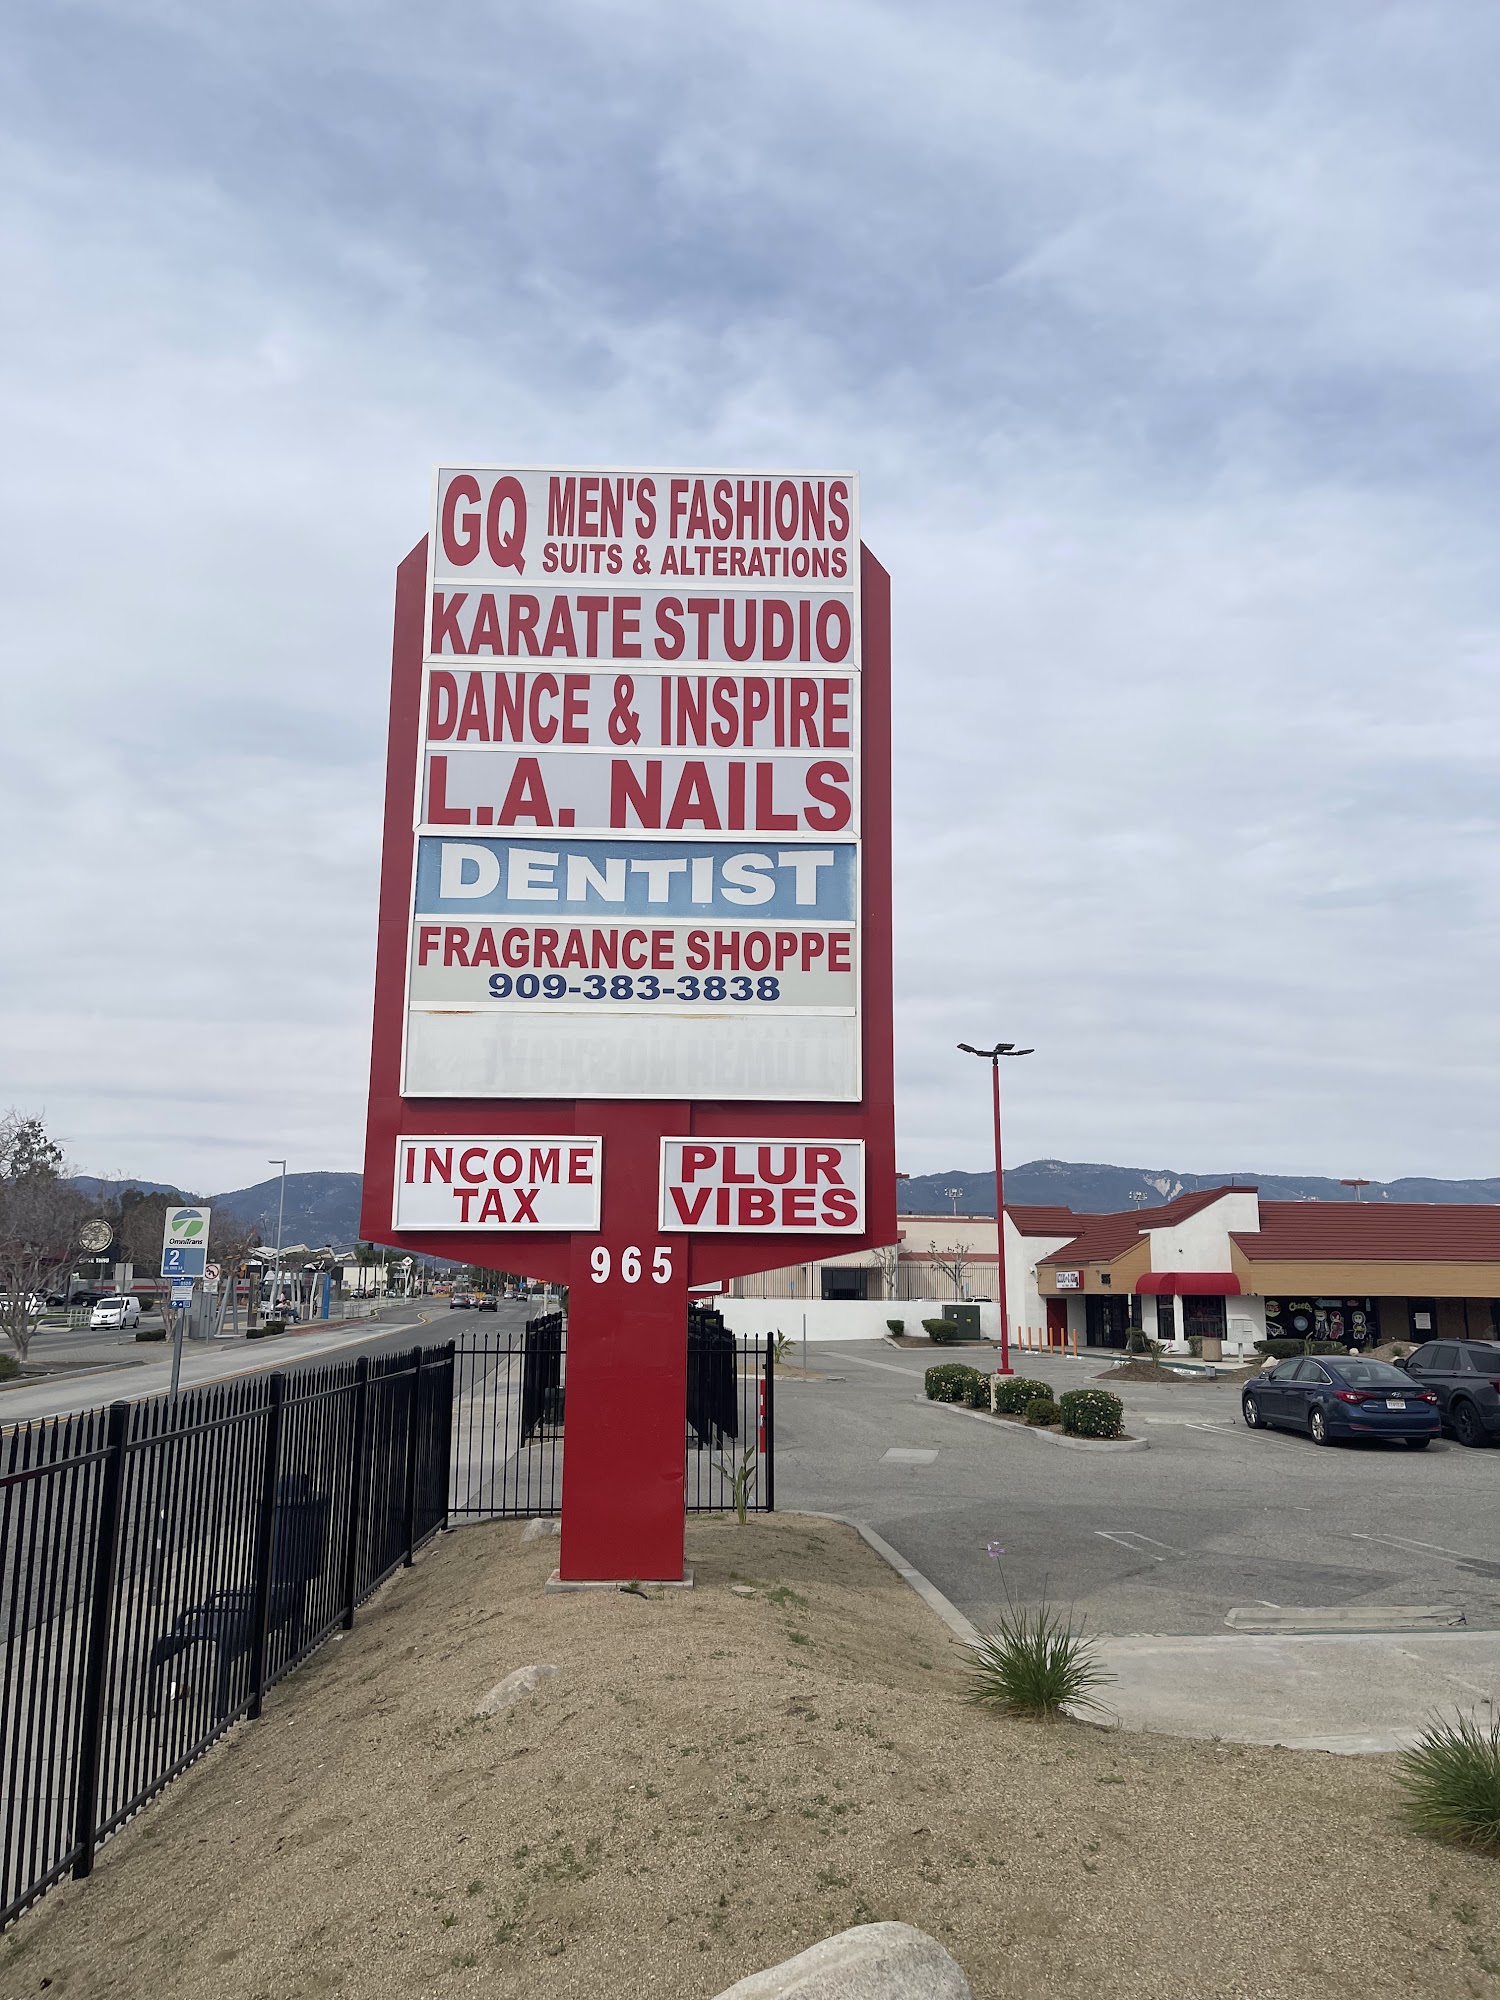 GQ MEN'S FASHIONS
SUITS & ALTERATIONS
KARATE STUDIO
DANCE & INSPIRE
L.A. NAILS
DENTIST
FRAGRANCE SHOPPE
909-383-3838
INCOME
TAX
PLUR
VIBES
965
OmniTrans
2